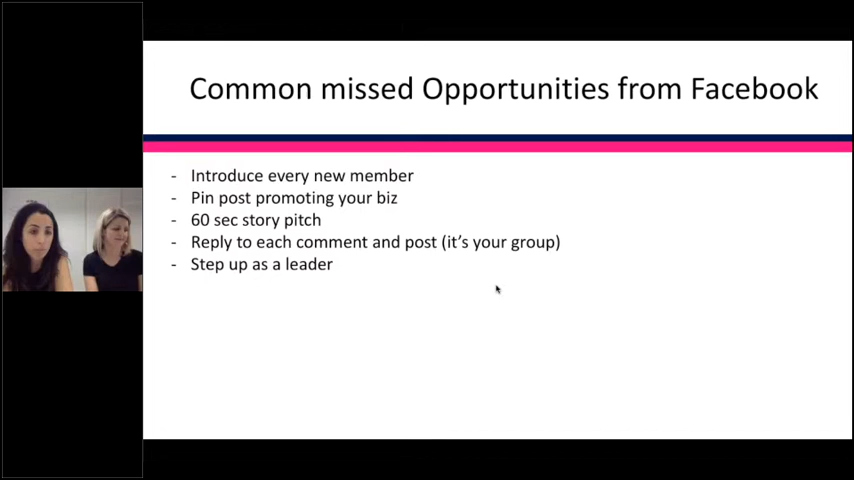 Common missed Opportunities from Facebook
- Introduce every new member
- Pin post promoting your biz
- 60 sec story pitch
- Reply to each comment and post (it’s your group)
- Step up as a leader